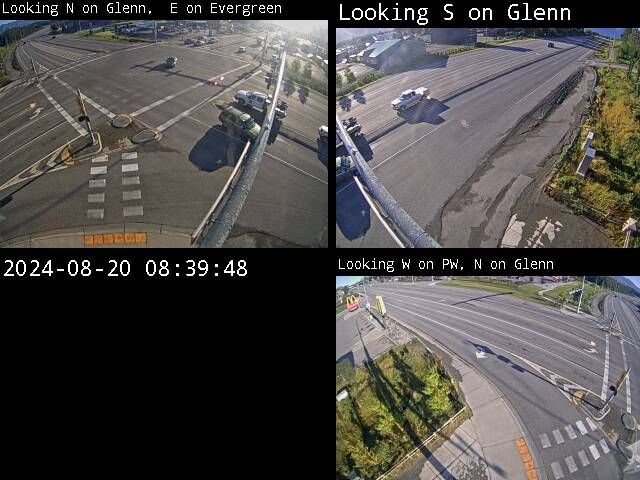 Looking N on Glenn,  E on Evergreen
Looking S on Glenn
2024-08-20 08:39:48
Looking W on PW, N on Glenn